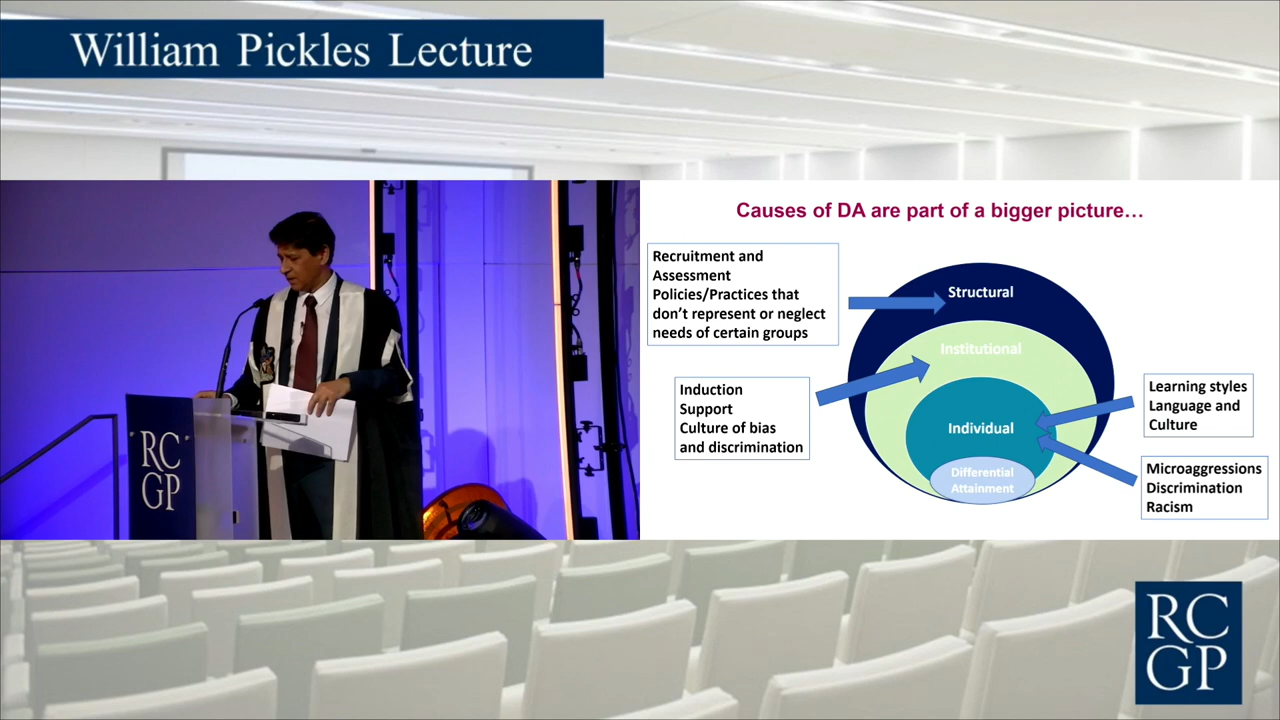 William Pickles Lecture
Causes of DA are part of a bigger picture…
Recruitment and
Assessment
Policies/Practices that
don’t represent or neglect
needs of certain groups
Structural
Institutional
Induction
Support
Culture of bias
and discrimination
Individual
Learning styles
Language and
Culture
Differential
Attainment
Microaggressions
Discrimination
Racism
RC
GP
RC
GP